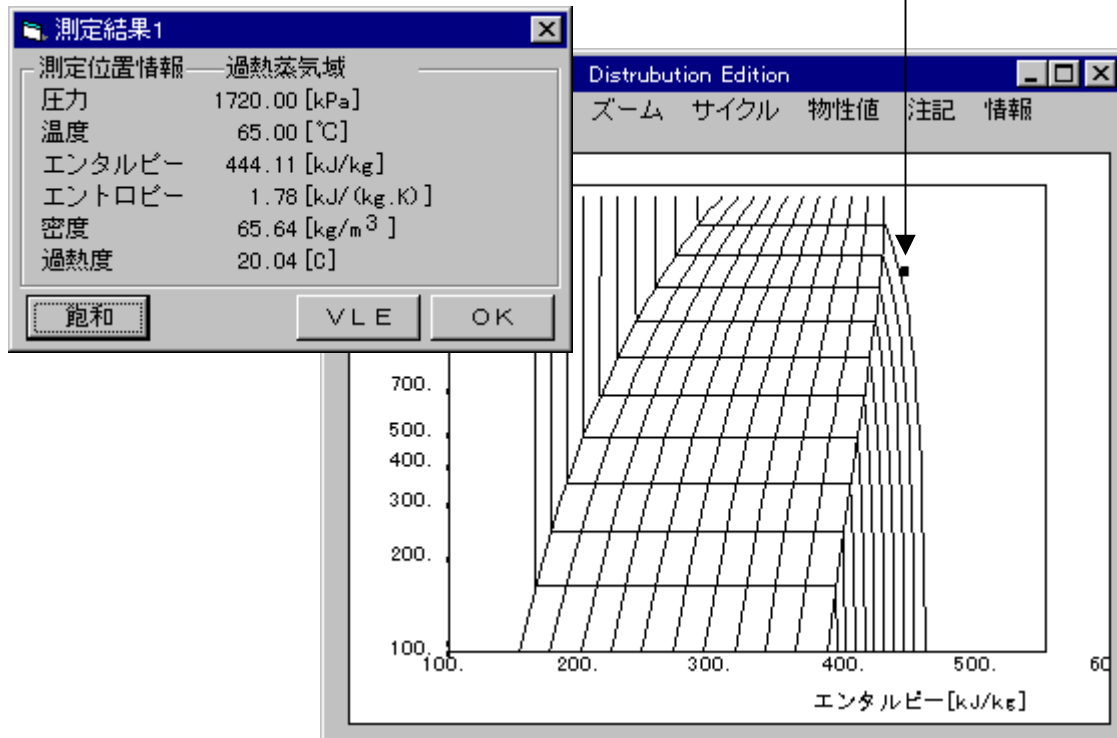 測定結果1
測定位置情報 過熱蒸気域
圧力 1720.00 [kPa]
温度 65.00 [℃]
エンタルピー 444.11 [kJ/kg]
エントロピー 1.78 [kJ/(kg.K)]
密度 65.64 [kg/m3 ]
過熱度 20.04 [C]
飽和 VLE OK
Distrubution Edition
ズーム サイクル 物性値 注記 情報
700.
500.
400.
300.
200.
100.
100. 200. 300. 400. 500. 60
エンタルピー[kJ/kg]